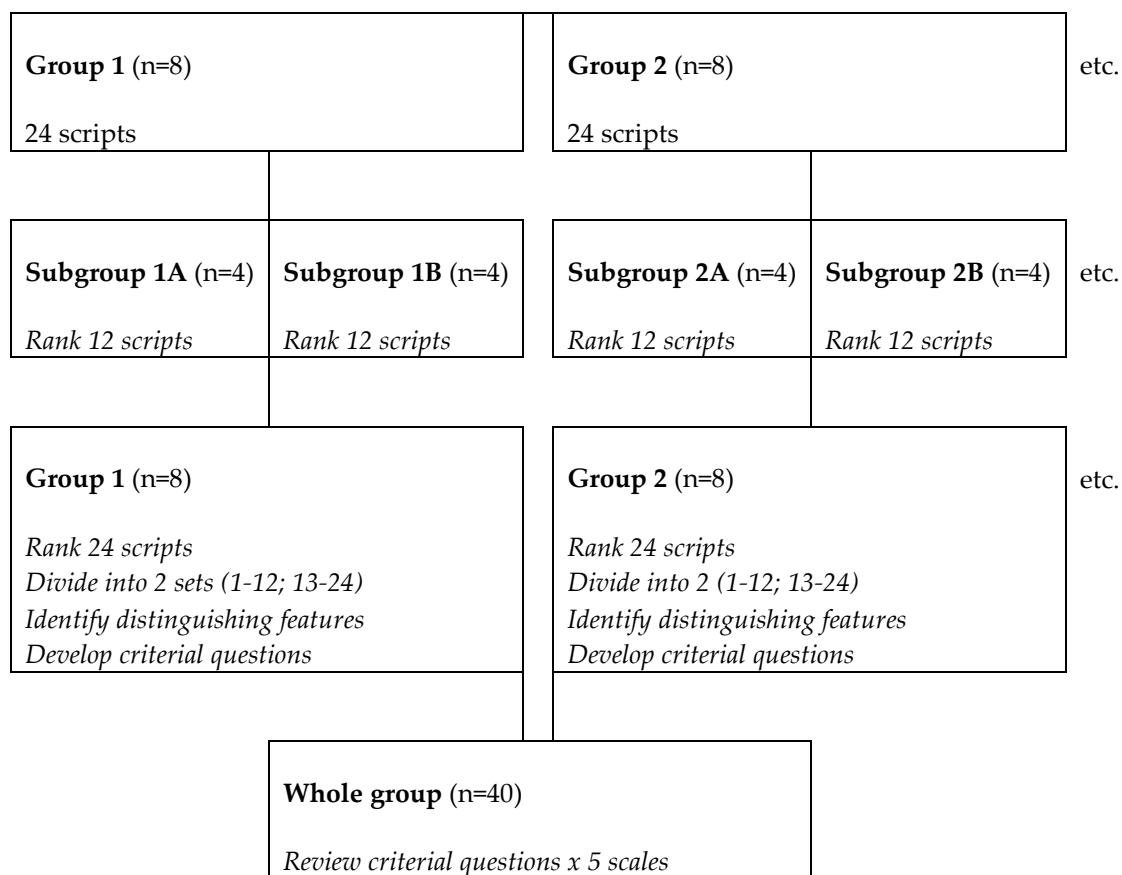 Group 1 (n=8)
24 scripts
Group 2 (n=8)
24 scripts
etc.
Subgroup 1A (n=4)
Rank 12 scripts
Subgroup 1B (n=4)
Rank 12 scripts
Subgroup 2A (n=4)
Rank 12 scripts
Subgroup 2B (n=4)
Rank 12 scripts
etc.
Group 1 (n=8)
Rank 24 scripts
Divide into 2 sets (1-12; 13-24)
Identify distinguishing features
Develop criterial questions
Group 2 (n=8)
Rank 24 scripts
Divide into 2 (1-12; 13-24)
Identify distinguishing features
Develop criterial questions
etc.
Whole group (n=40)
Review criterial questions x 5 scales